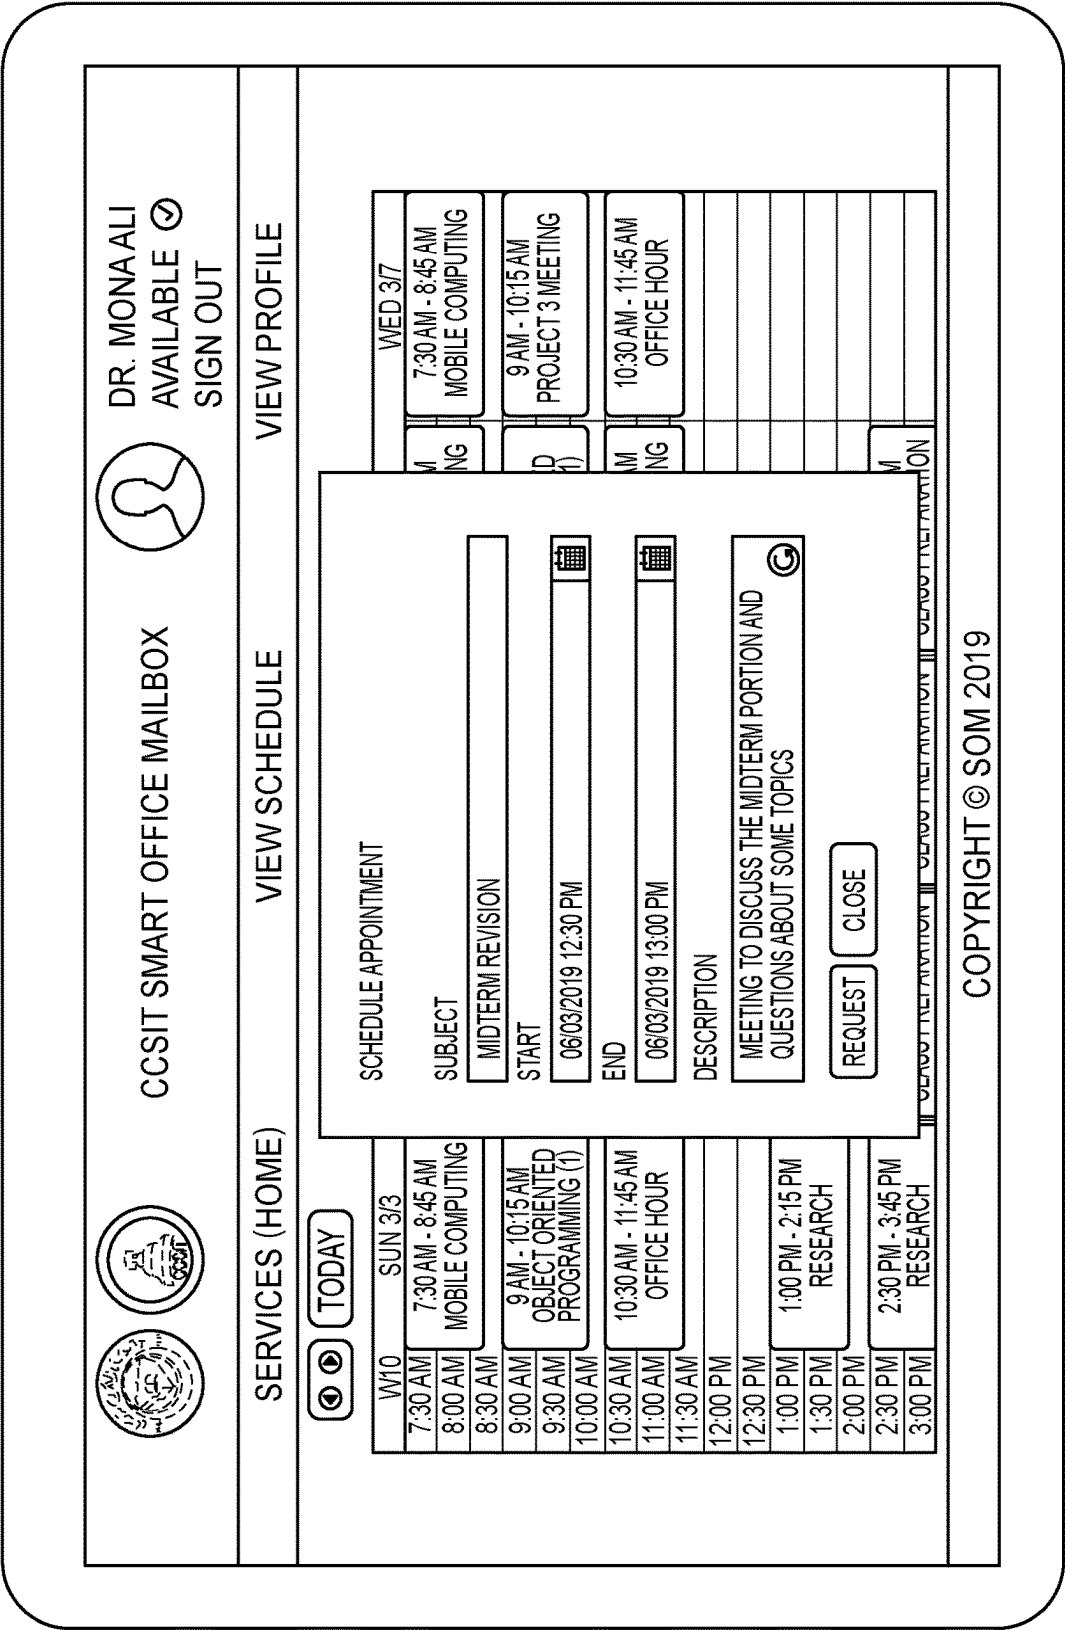 CCSIT SMART OFFICE MAILBOX
DR. MONA ALI
AVAILABLE
SIGN OUT
SERVICES (HOME)
VIEW SCHEDULE
VIEW PROFILE
TODAY
W10
SUN 3/3
WED 3/7
7:30 AM
8:00 AM
8:30 AM
9:00 AM
9:30 AM
10:00 AM
10:30 AM
11:00 AM
11:30 AM
12:00 PM
12:30 PM
1:00 PM
1:30 PM
2:00 PM
2:30 PM
3:00 PM
7:30 AM - 8:45 AM
MOBILE COMPUTING
9 AM - 10:15 AM
OBJECT ORIENTED
PROGRAMMING (1)
10:30 AM - 11:45 AM
OFFICE HOUR
1:00 PM - 2:15 PM
RESEARCH
2:30 PM - 3:45 PM
RESEARCH
SCHEDULE APPOINTMENT
SUBJECT
MIDTERM REVISION
START
06/03/2019 12:30 PM
END
06/03/2019 13:00 PM
DESCRIPTION
MEETING TO DISCUSS THE MIDTERM PORTION AND
QUESTIONS ABOUT SOME TOPICS
REQUEST
CLOSE
7:30 AM - 8:45 AM
MOBILE COMPUTING
9 AM - 10:15 AM
PROJECT 3 MEETING
10:30 AM - 11:45 AM
OFFICE HOUR
COPYRIGHT © SOM 2019